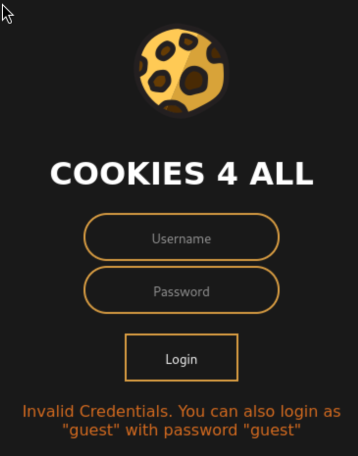 COOKIES 4 ALL
Username
Password
Login
Invalid Credentials. You can also login as
"guest" with password "guest"